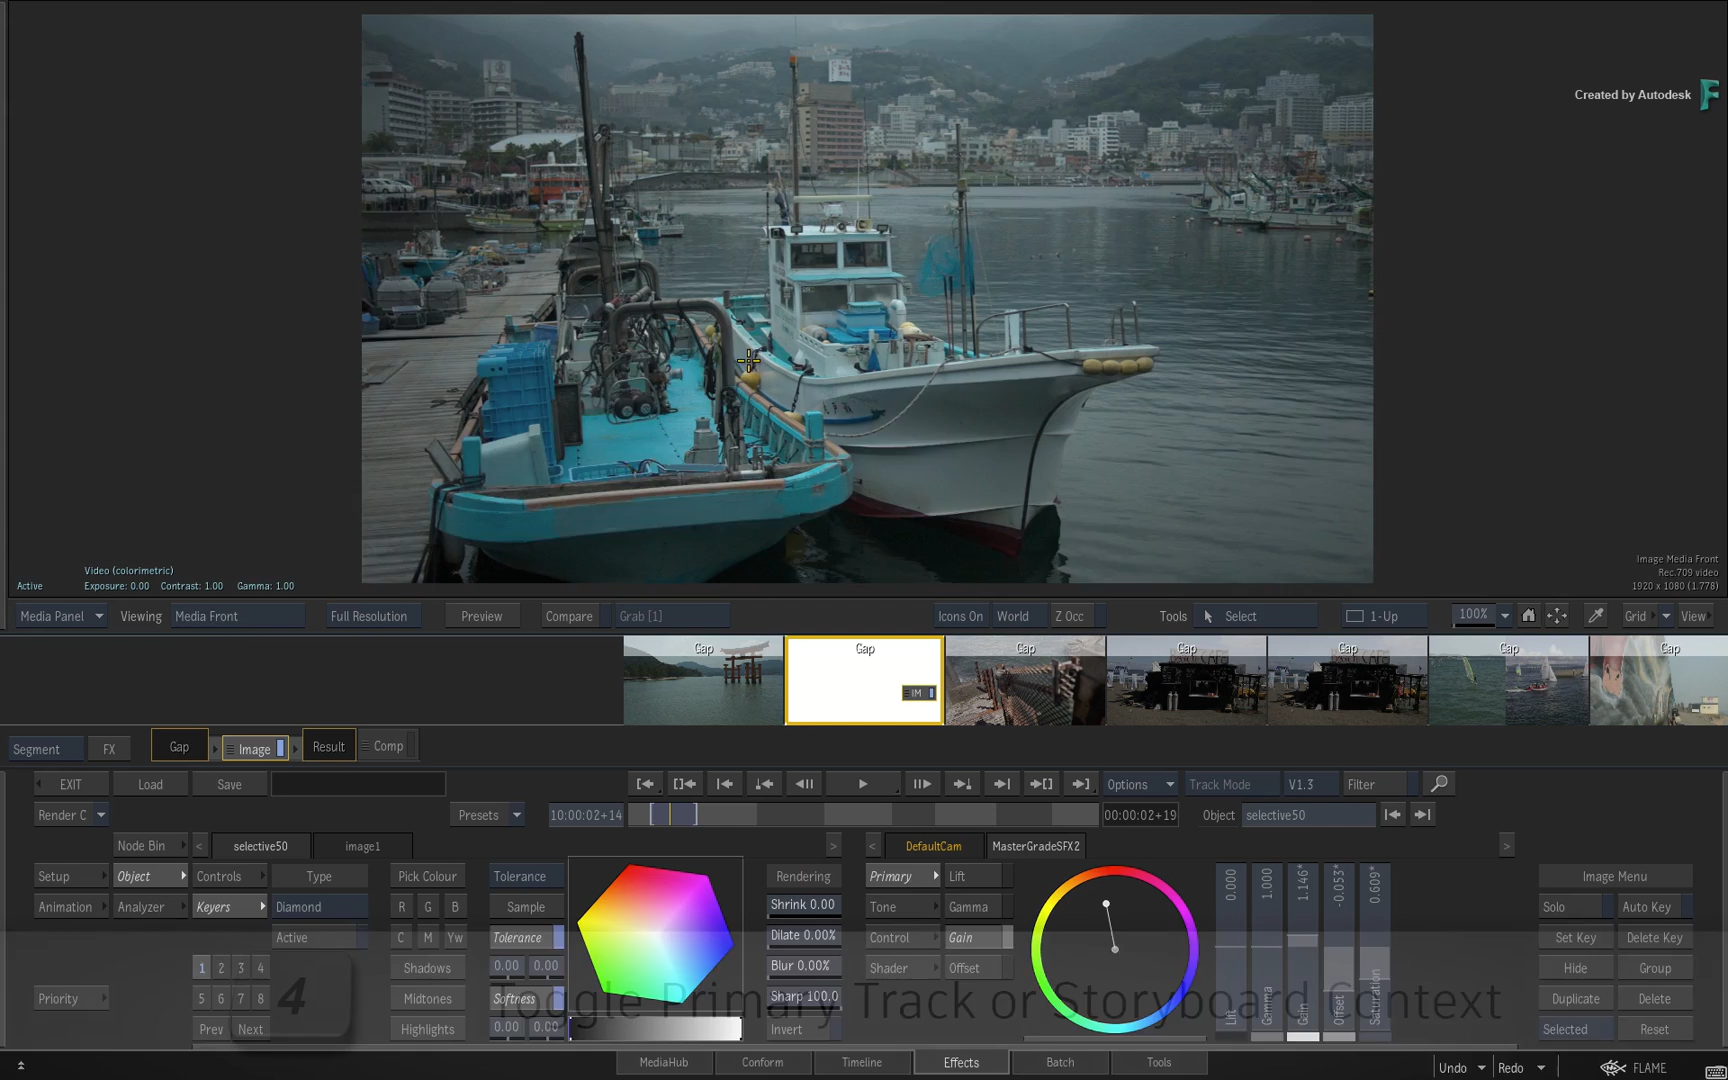 Created by Autodesk
Video (colorimetric)
Active
Exposure: 0.00 Contrast: 1.00 Gamma: 1.00
Image Media Front
Rec.709 video
1920 x 1080 (1.778)
Media Panel Viewing Media Front Full Resolution Preview Compare Grab [1] Icons On World Z Occ Tools Select 1-Up 100% Grid View
Gap Gap Gap Gap Gap Gap Gap
IM
Segment FX Gap Image Result Comp
EXIT Load Save Options Track Mode V1.3 Filter
Render C Presets 10:00:02+14 00:00:02+19 Object selective50
Node Bin < selective50 image1 > < DefaultCam MasterGradeSFX2 >
Setup Object Controls Type Pick Colour Tolerance Rendering Primary Lift 0.000 1.000 1.146* -0.053* 0.609* Image Menu
Animation Analyzer Keyers Diamond R G B Sample Shrink 0.00 Tone Gamma Solo Auto Key
Active C M Yw Tolerance Dilate 0.00% Control Gain Set Key Delete Key
1 2 3 4 Shadows 0.00 0.00 Blur 0.00% Shader Offset Hide Group
Priority 5 6 7 8 Midtones Softness Sharp 100.0 Duplicate Delete
4 Toggle Primary Track or Storyboard Context
Prev Next Highlights 0.00 0.00 Invert Lift Gamma Gain Offset Saturation Selected Reset
MediaHub Conform Timeline Effects Batch Tools Undo Redo FLAME